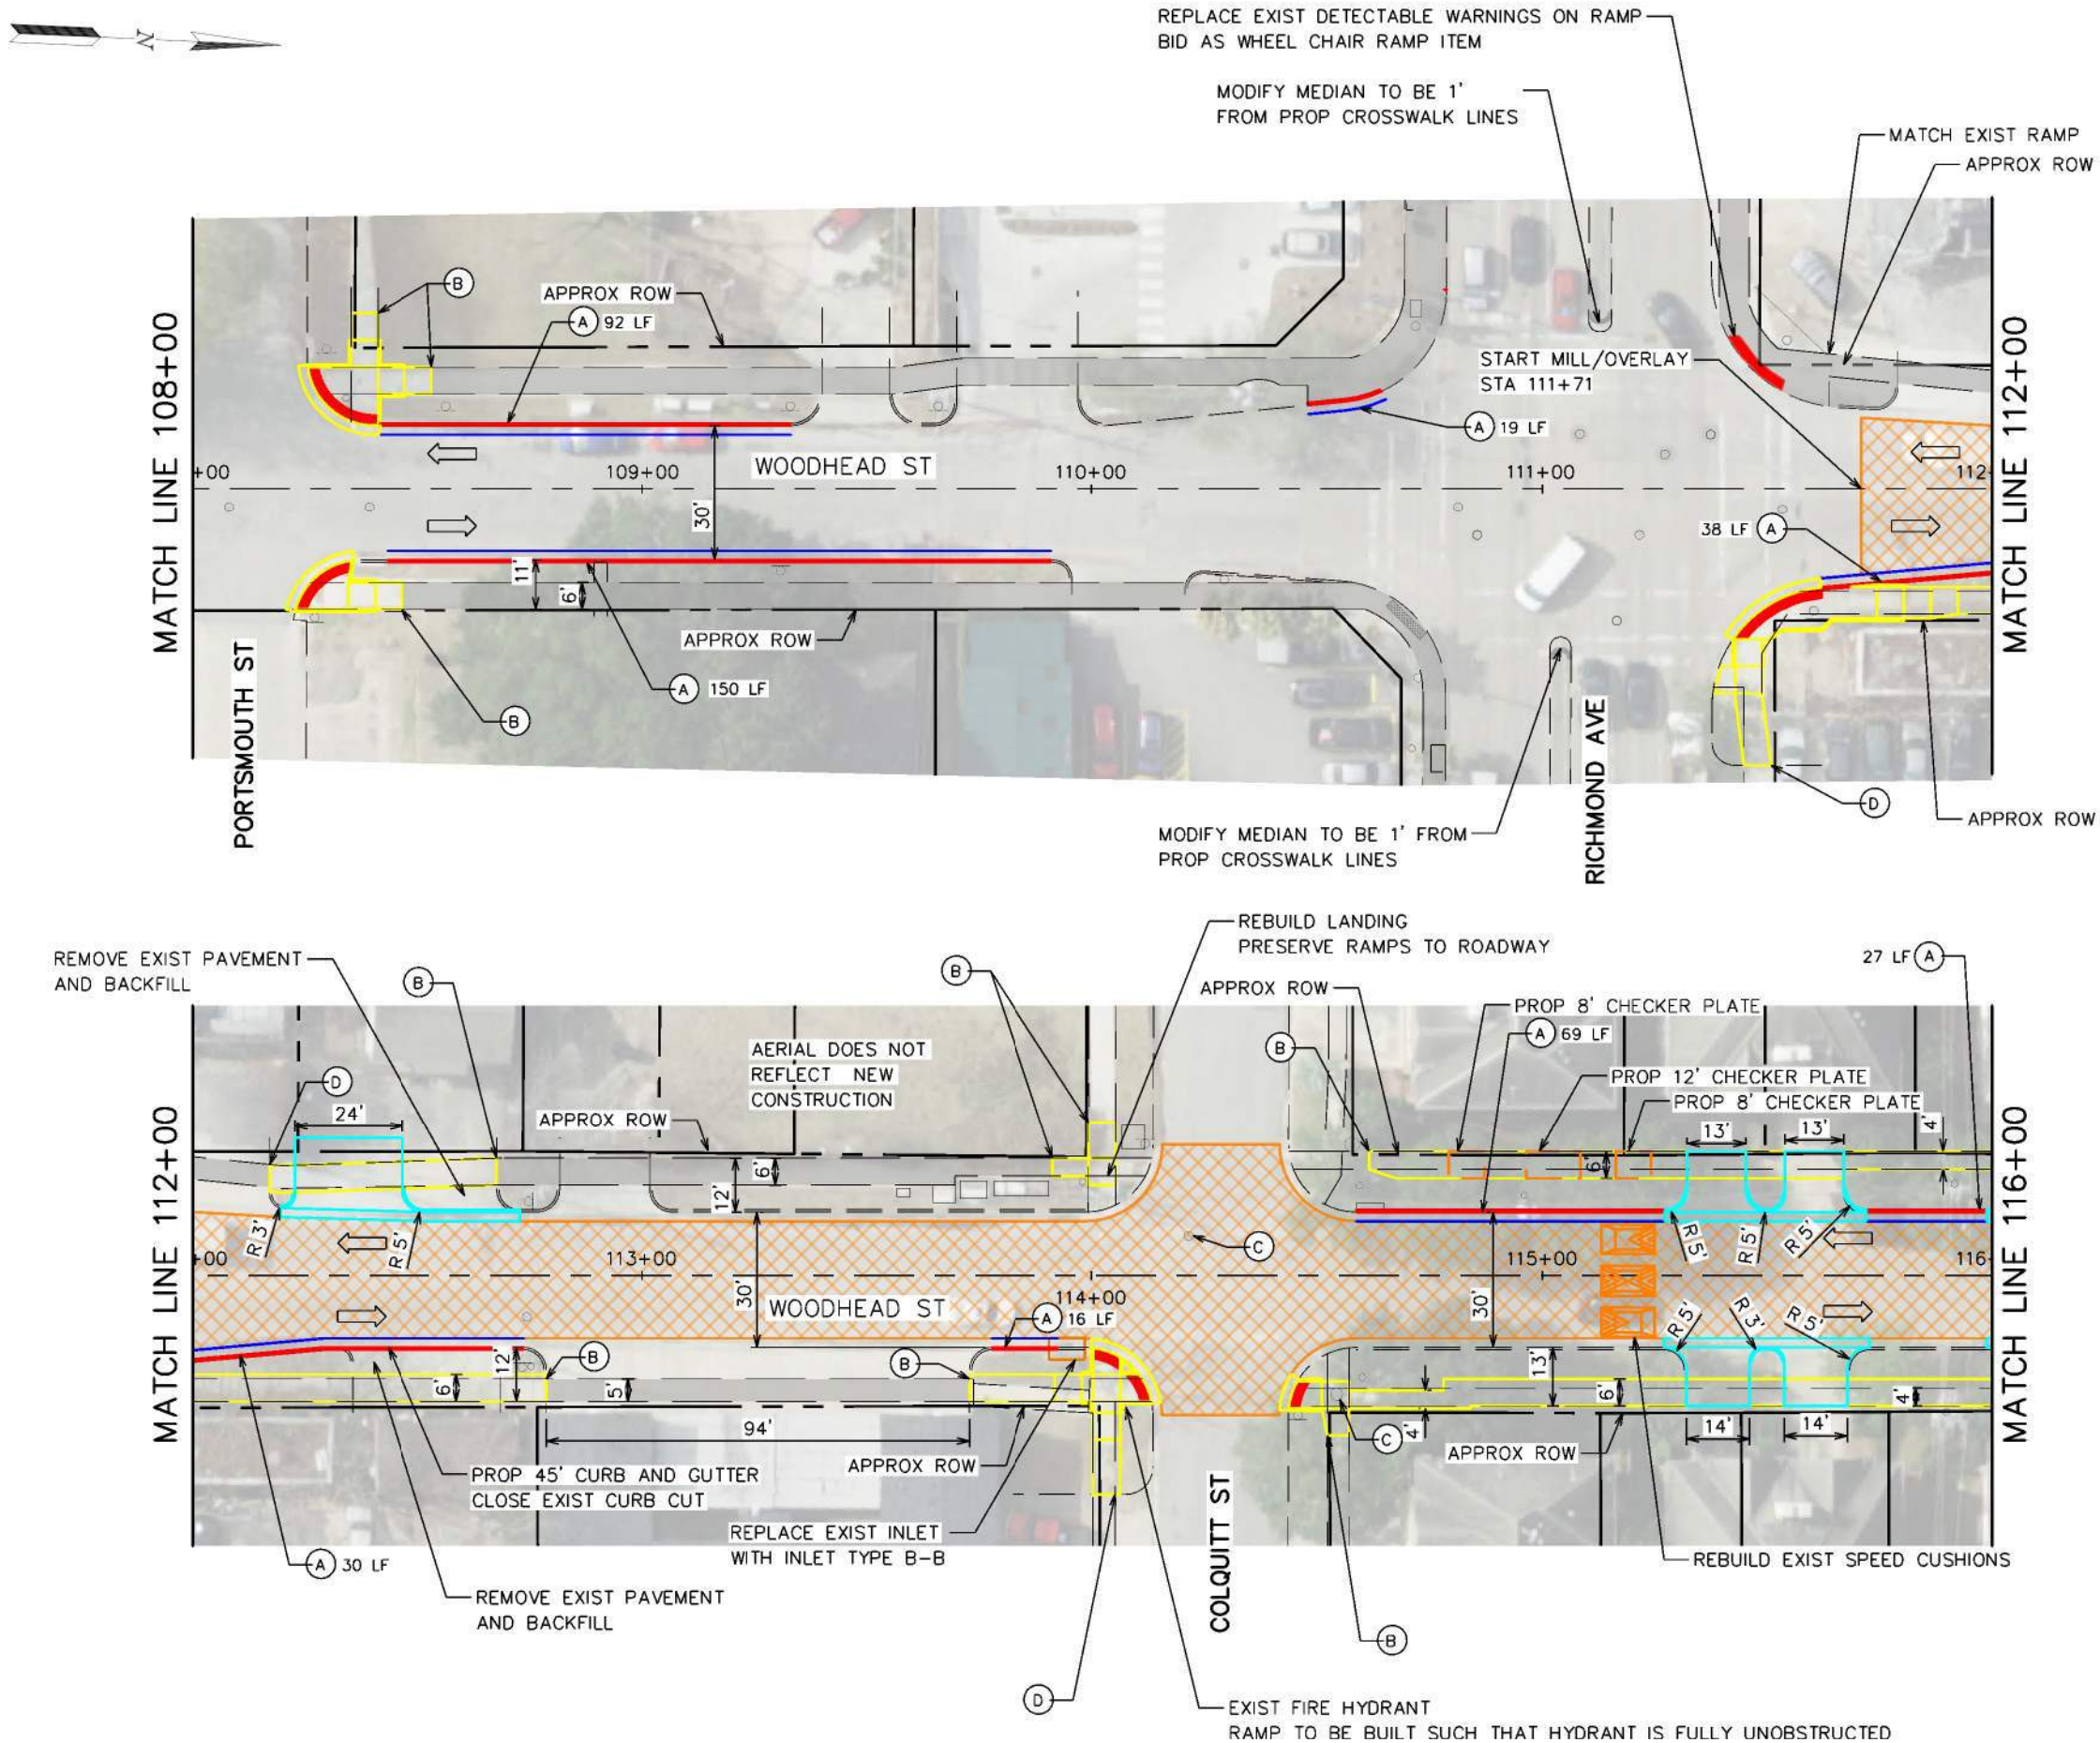 N
REPLACE EXIST DETECTABLE WARNINGS ON RAMP
BID AS WHEEL CHAIR RAMP ITEM
MODIFY MEDIAN TO BE 1'
FROM PROP CROSSWALK LINES
MATCH EXIST RAMP
APPROX ROW
B
APPROX ROW
A 92 LF
START MILL/OVERLAY
STA 111+71
A 19 LF
MATCH LINE 108+00
+00
109+00
WOODHEAD ST
110+00
111+00
112
MATCH LINE 112+00
30'
38 LF A
11'
6'
APPROX ROW
A 150 LF
B
PORTSMOUTH ST
RICHMOND AVE
D
APPROX ROW
MODIFY MEDIAN TO BE 1' FROM
PROP CROSSWALK LINES
REBUILD LANDING
PRESERVE RAMPS TO ROADWAY
REMOVE EXIST PAVEMENT
AND BACKFILL
B
B
APPROX ROW
27 LF A
PROP 8' CHECKER PLATE
A 69 LF
B
AERIAL DOES NOT
REFLECT NEW
CONSTRUCTION
D
24'
APPROX ROW
PROP 12' CHECKER PLATE
PROP 8' CHECKER PLATE
13'
13'
4'
6'
12'
6'
R 3'
R 5'
R 5'
R 5'
R 5'
MATCH LINE 112+00
+00
113+00
30'
WOODHEAD ST
114+00
C
30'
115+00
116
MATCH LINE 116+00
A 16 LF
R 5'
R 3'
R 5'
12'
6'
B
5'
B
13'
6'
4'
4'
94'
C
14'
14'
APPROX ROW
APPROX ROW
PROP 45' CURB AND GUTTER
CLOSE EXIST CURB CUT
REPLACE EXIST INLET
WITH INLET TYPE B-B
COLQUITT ST
REBUILD EXIST SPEED CUSHIONS
A 30 LF
REMOVE EXIST PAVEMENT
AND BACKFILL
B
D
EXIST FIRE HYDRANT
RAMP TO BE BUILT SUCH THAT HYDRANT IS FULLY UNOBSTRUCTED